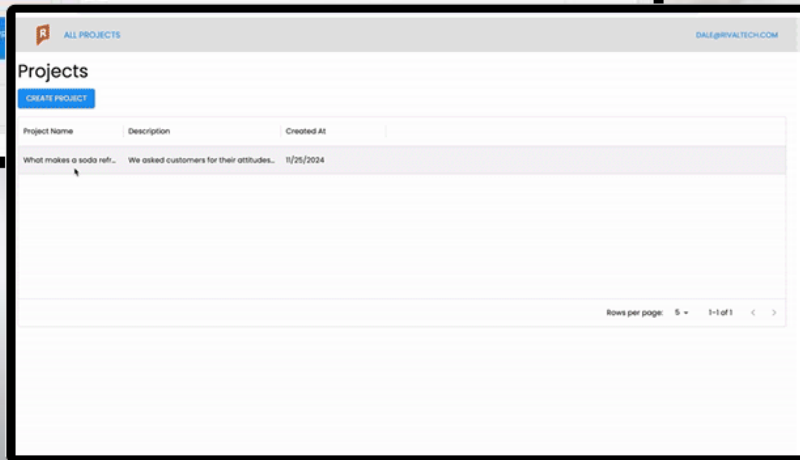 R ALL PROJECTS DALE@RIVALTECH.COM
Projects
CREATE PROJECT
Project Name Description Created At
What makes a soda refr... We asked customers for their attitudes... 11/25/2024
Rows per page: 5 1-1 of 1